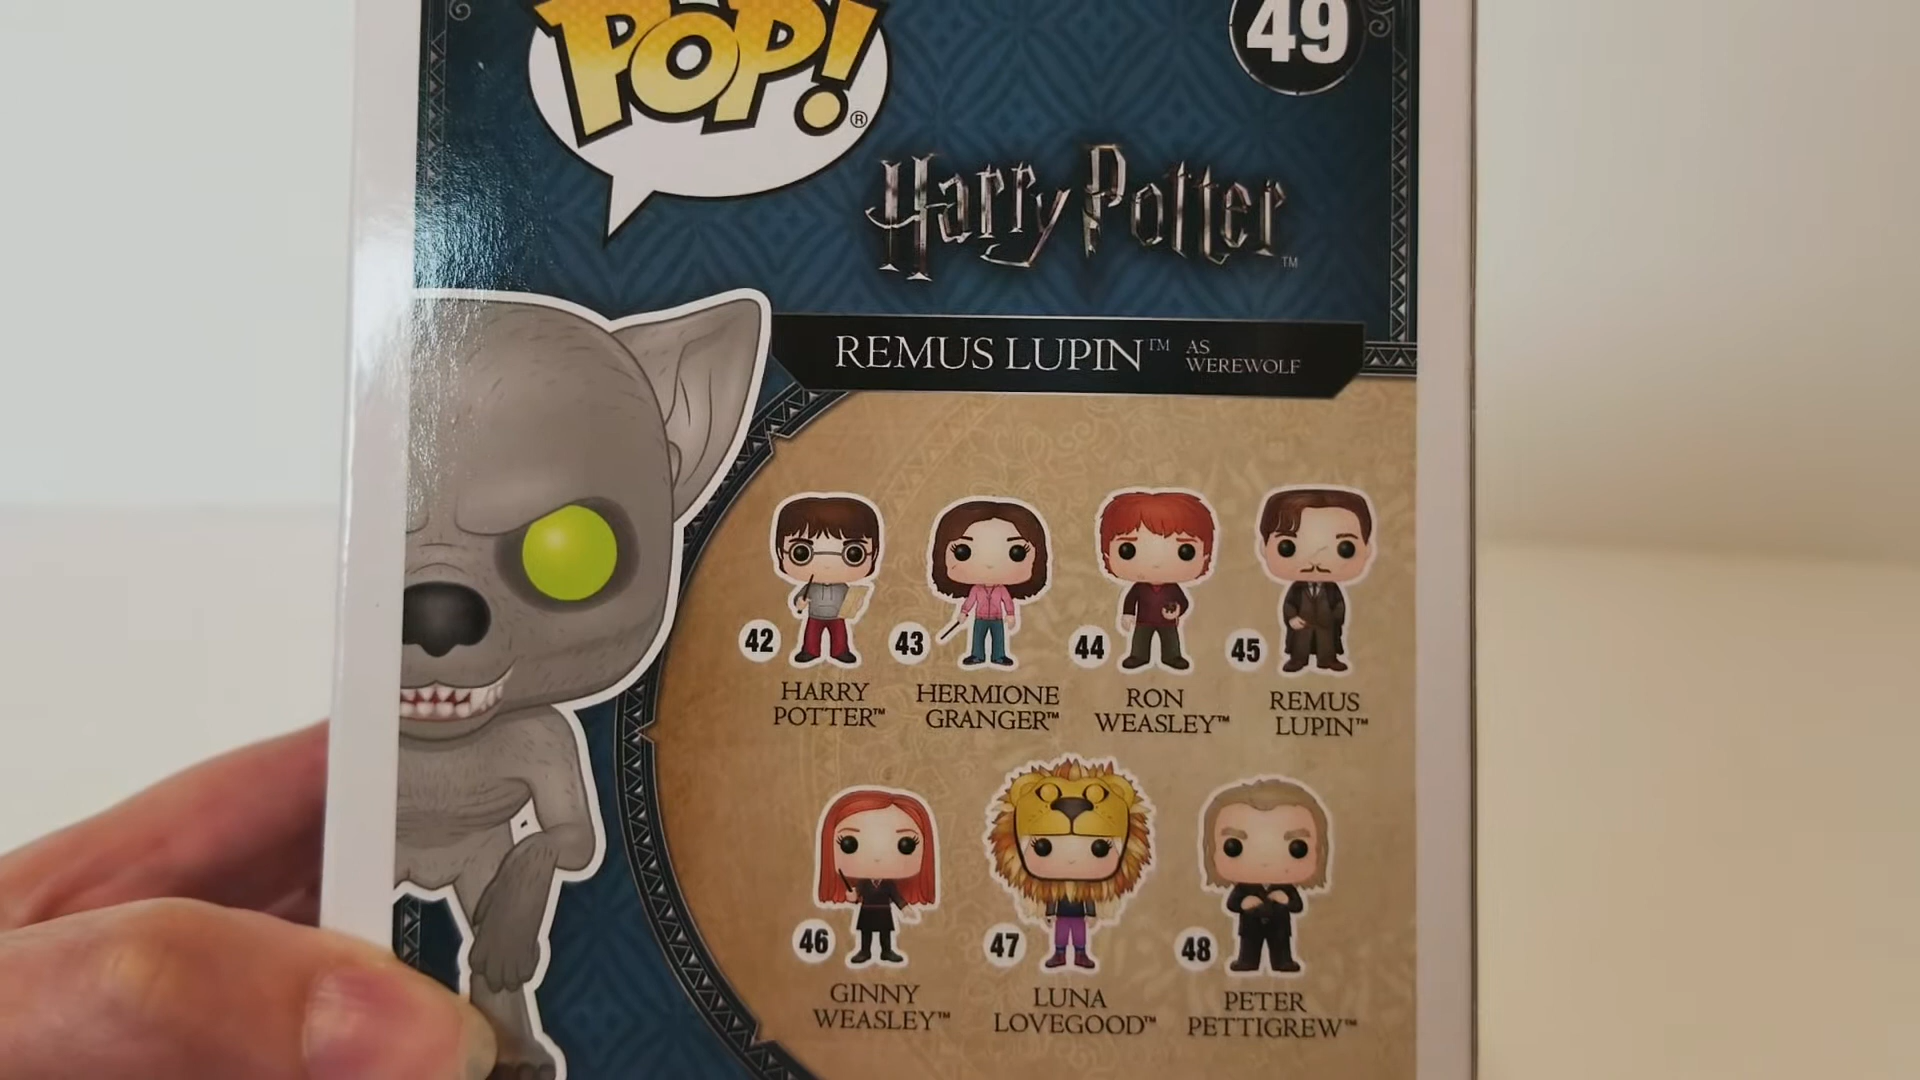 POP!®
49
Harry Potter™
REMUS LUPIN™ AS WEREWOLF
42 43 44 45
HARRY POTTER™
HERMIONE GRANGER™
RON WEASLEY™
REMUS LUPIN™
46 47 48
GINNY WEASLEY™
LUNA LOVEGOOD™
PETER PETTIGREW™